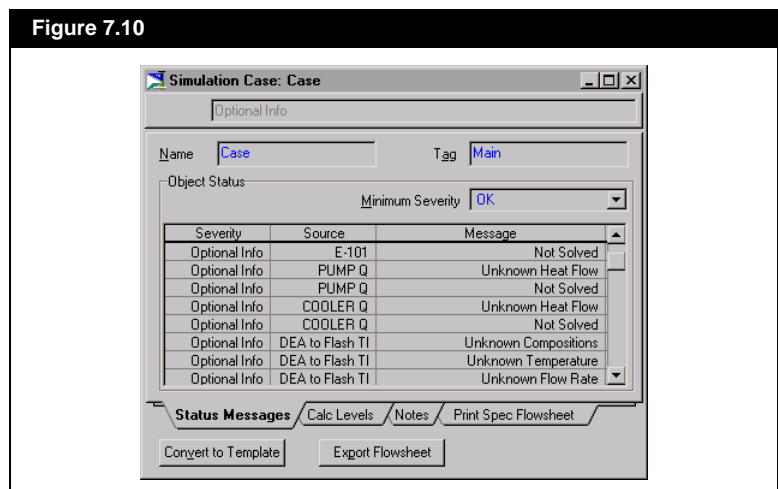 Figure 7.10
Simulation Case: Case
Optional Info
Name Case Tag Main
Object Status
Minimum Severity OK
Severity Source Message
Optional Info E-101 Not Solved
Optional Info PUMP Q Unknown Heat Flow
Optional Info PUMP Q Not Solved
Optional Info COOLER Q Unknown Heat Flow
Optional Info COOLER Q Not Solved
Optional Info DEA to Flash TI Unknown Compositions
Optional Info DEA to Flash TI Unknown Temperature
Optional Info DEA to Flash TI Unknown Flow Rate
Status Messages Calc Levels Notes Print Spec Flowsheet
Convert to Template Export Flowsheet